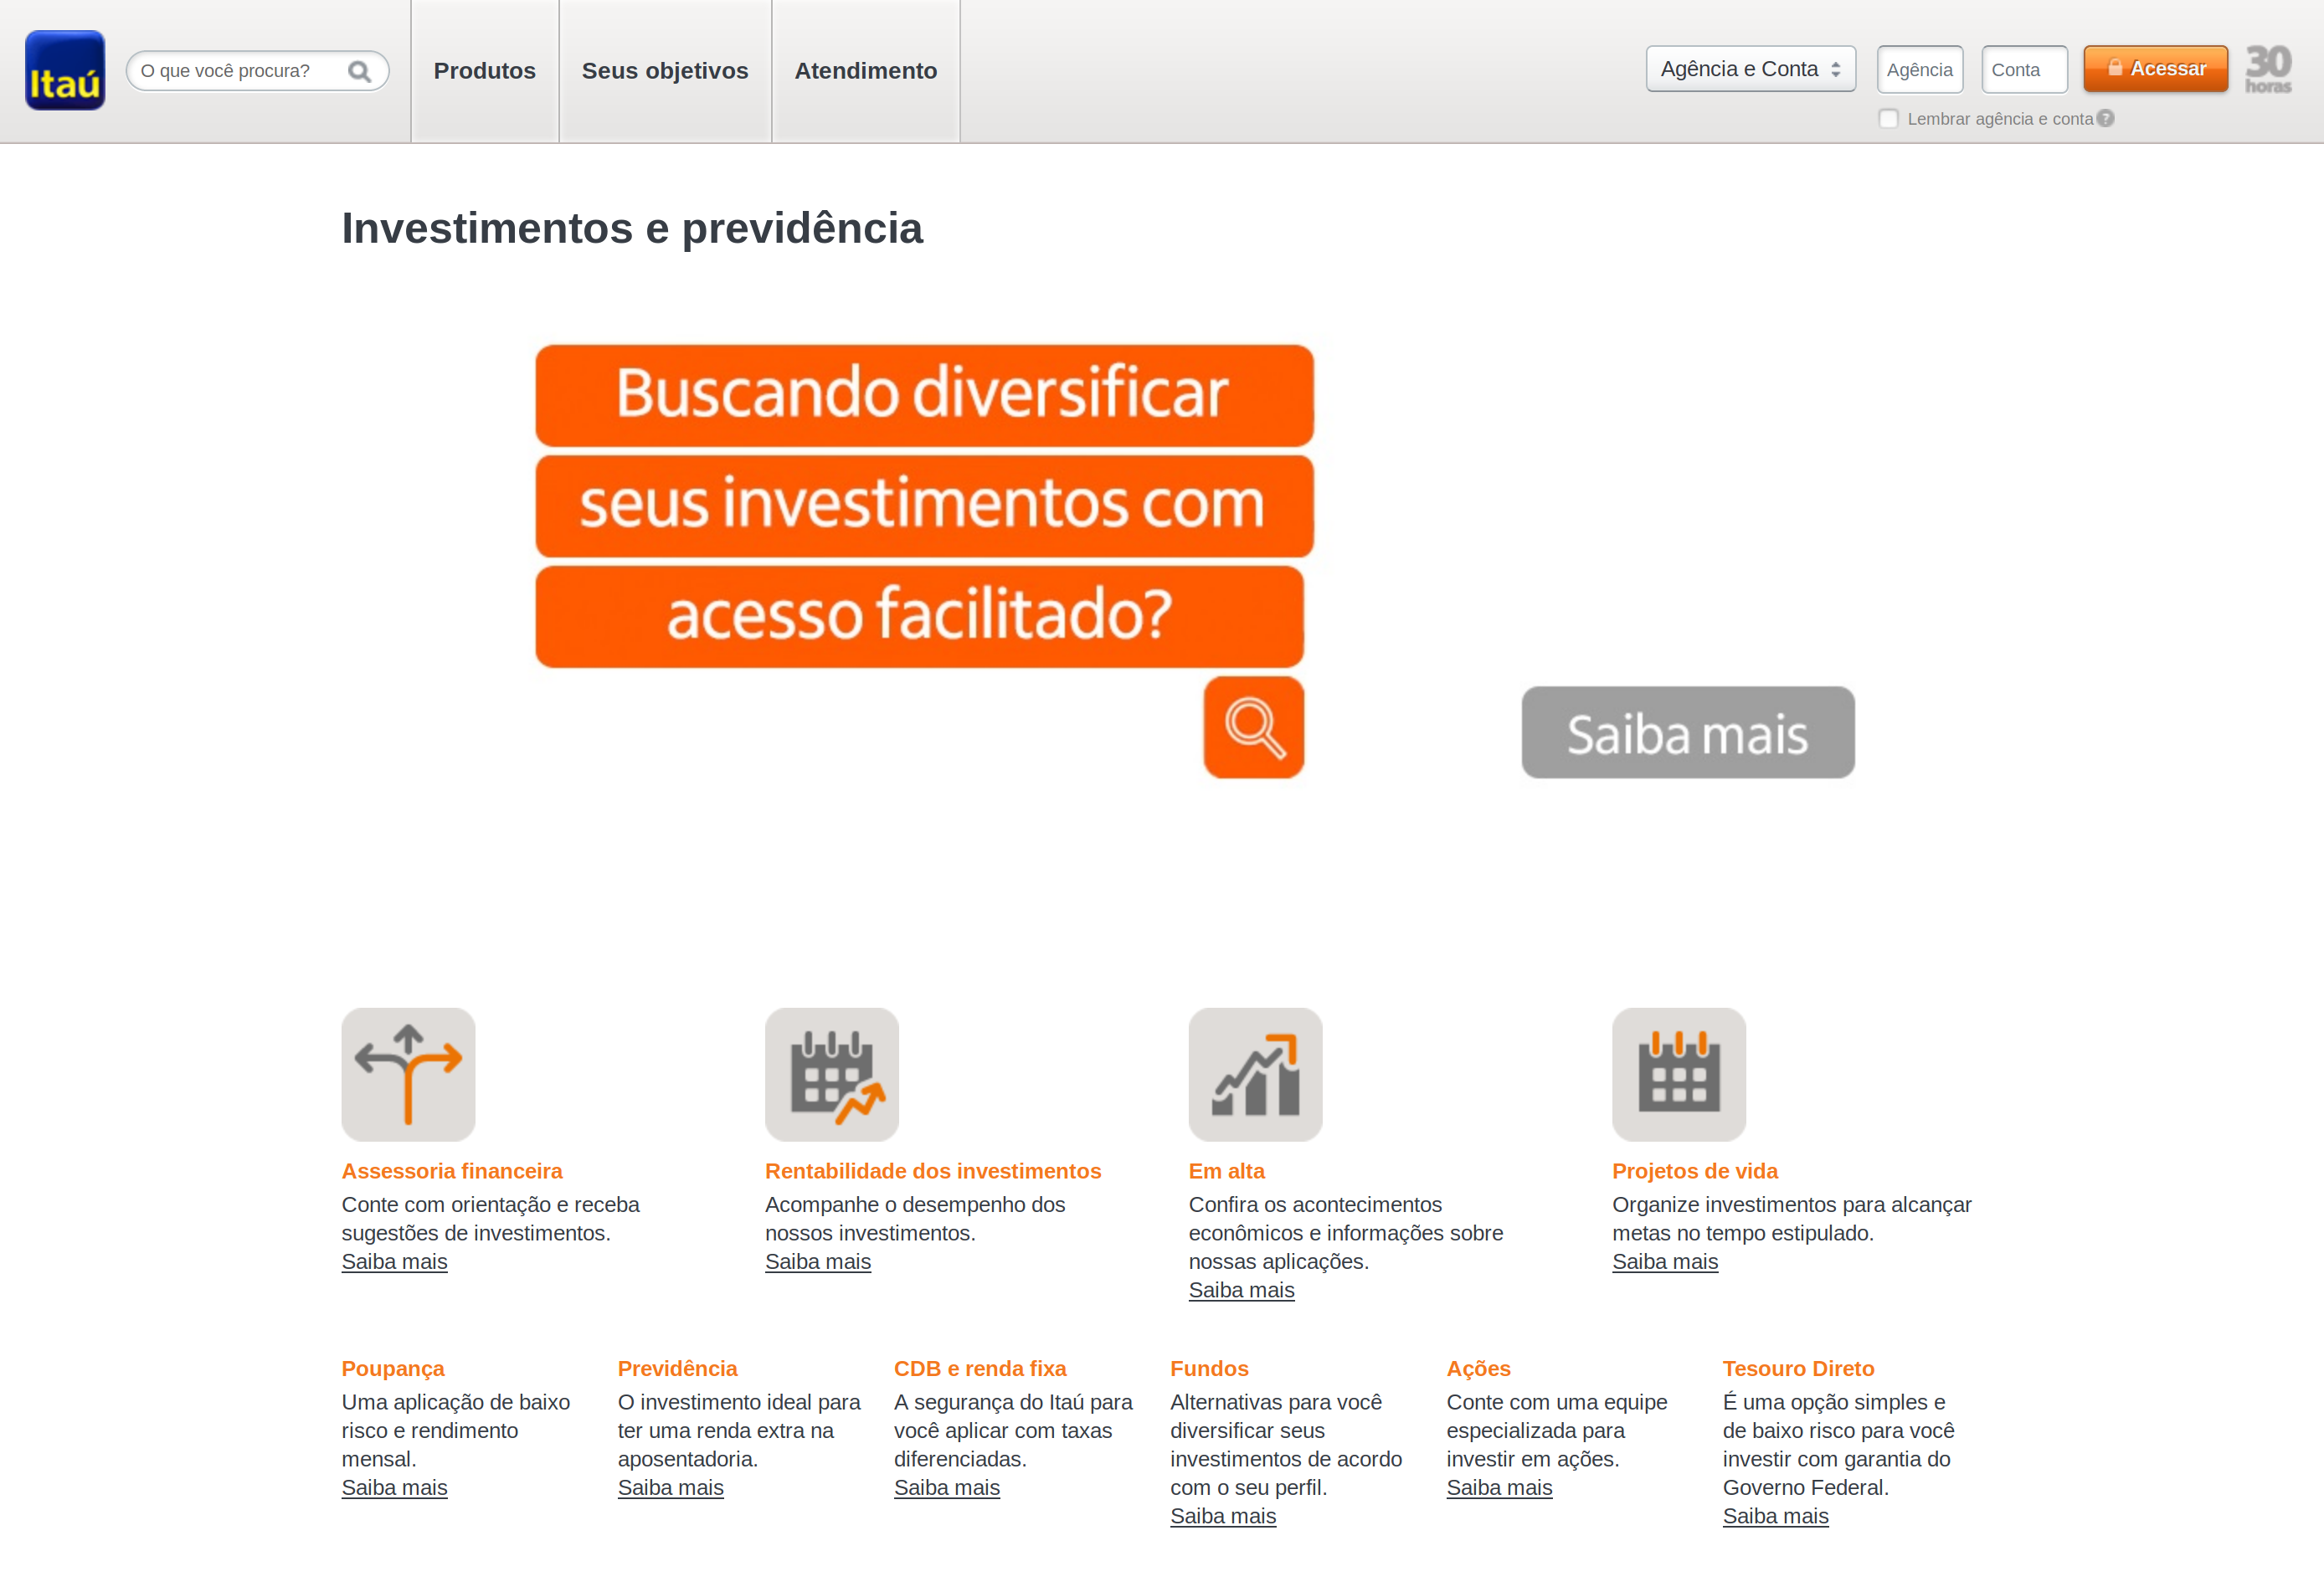 Itaú
O que você procura?
Produtos
Seus objetivos
Atendimento
Agência e Conta
Agência
Conta
Acessar
30
horas
Lembrar agência e conta
?
Investimentos e previdência
Buscando diversificar
seus investimentos com
acesso facilitado?
Saiba mais
Assessoria financeira
Conte com orientação e receba
sugestões de investimentos.
Saiba mais
Rentabilidade dos investimentos
Acompanhe o desempenho dos
nossos investimentos.
Saiba mais
Em alta
Confira os acontecimentos
econômicos e informações sobre
nossas aplicações.
Saiba mais
Projetos de vida
Organize investimentos para alcançar
metas no tempo estipulado.
Saiba mais
Poupança
Uma aplicação de baixo
risco e rendimento
mensal.
Saiba mais
Previdência
O investimento ideal para
ter uma renda extra na
aposentadoria.
Saiba mais
CDB e renda fixa
A segurança do Itaú para
você aplicar com taxas
diferenciadas.
Saiba mais
Fundos
Alternativas para você
diversificar seus
investimentos de acordo
com o seu perfil.
Saiba mais
Ações
Conte com uma equipe
especializada para
investir em ações.
Saiba mais
Tesouro Direto
É uma opção simples e
de baixo risco para você
investir com garantia do
Governo Federal.
Saiba mais